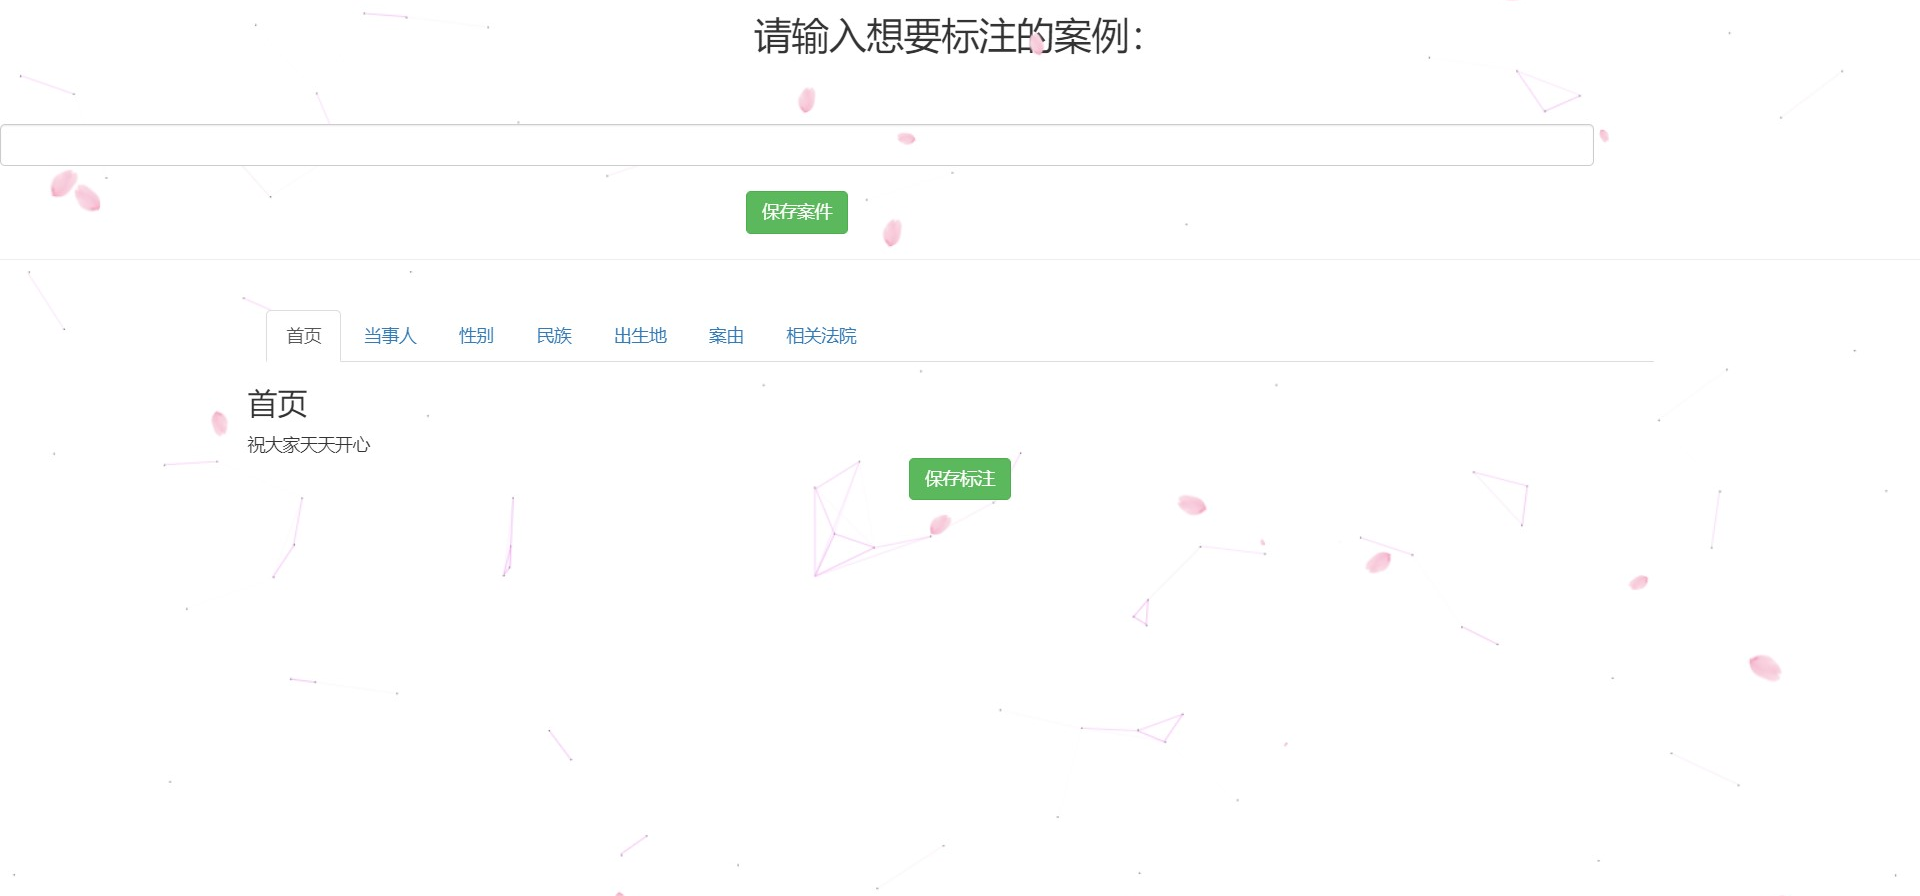 请输入想要标注的案例：
保存案件
首页 当事人 性别 民族 出生地 案由 相关法院
首页
祝大家天天开心
保存标注